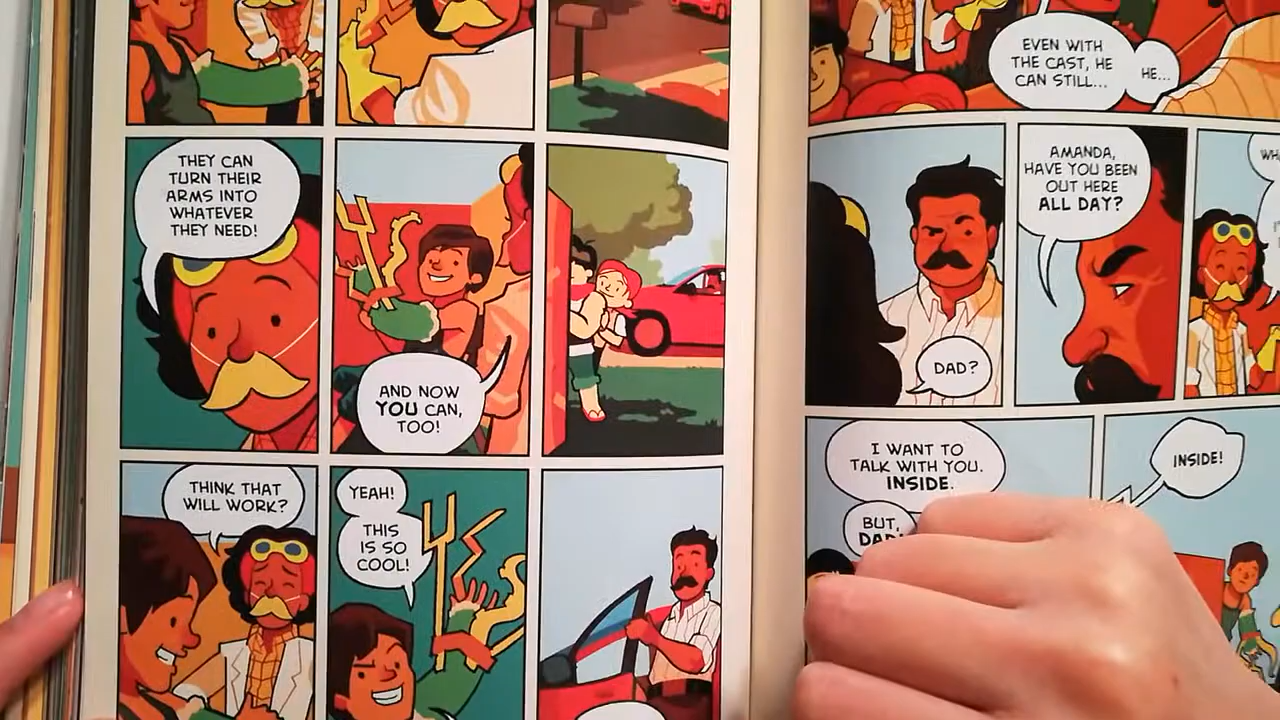 THEY CAN
TURN THEIR
ARMS INTO
WHATEVER
THEY NEED!
AND NOW
YOU CAN,
TOO!
THINK THAT
WILL WORK?
YEAH!
THIS
IS SO
COOL!
EVEN WITH
THE CAST, HE
CAN STILL...
HE...
DAD?
AMANDA,
HAVE YOU BEEN
OUT HERE
ALL DAY?
I WANT TO
TALK WITH YOU.
INSIDE.
BUT,
INSIDE!